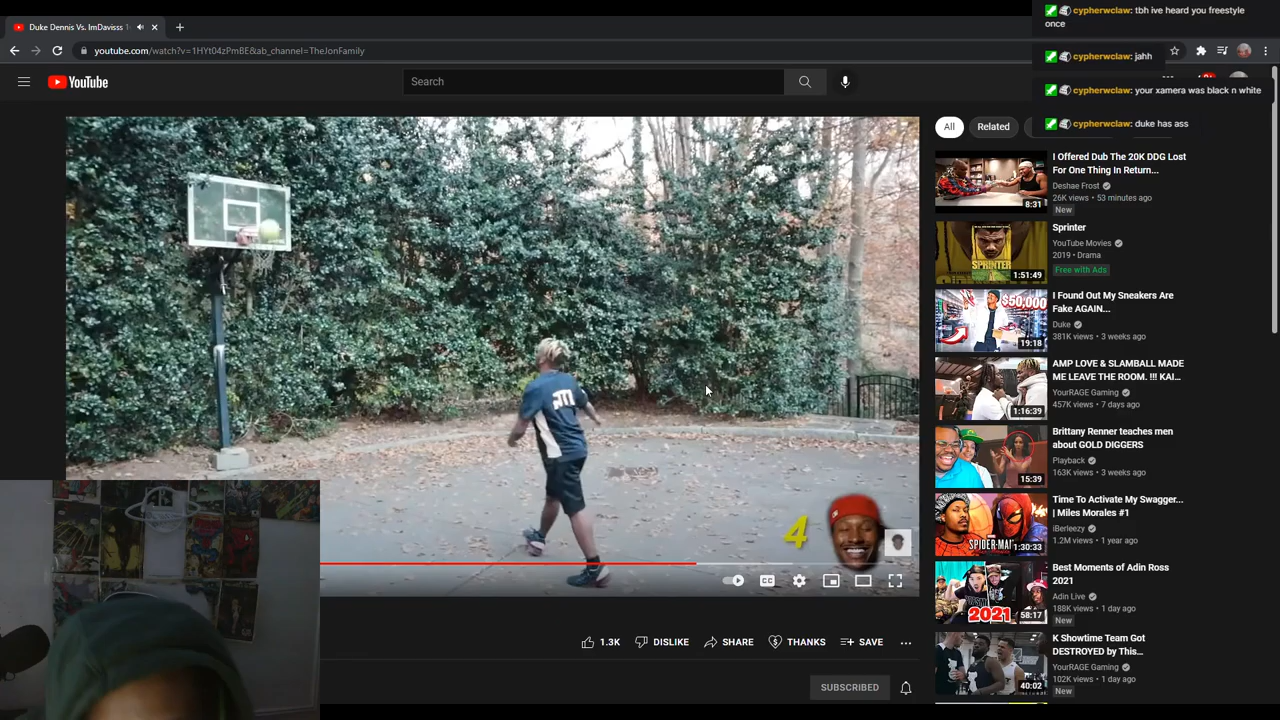 Duke Dennis Vs. ImDavisss 1
cypherwclaw: tbh ive heard you freestyle
once
youtube.com/watch?v=1HYt04zPmBE&ab_channel=TheJonFamily
cypherwclaw: jahh
YouTube
Search
cypherwclaw: your xamera was black n white
cypherwclaw: duke has ass
All
Related
I Offered Dub The 20K DDG Lost
For One Thing In Return...
Deshae Frost
26K views • 53 minutes ago
New
8:31
Sprinter
YouTube Movies
2019 • Drama
Free with Ads
SPRINTER
1:51:49
I Found Out My Sneakers Are
Fake AGAIN...
Duke
381K views • 3 weeks ago
$50,000
19:18
AMP LOVE & SLAMBALL MADE
ME LEAVE THE ROOM. !!! KAI...
YourRAGE Gaming
457K views • 7 days ago
1:16:39
Brittany Renner teaches men
about GOLD DIGGERS
Playback
163K views • 3 weeks ago
15:39
Time To Activate My Swagger...
| Miles Morales #1
iBerleezy
1.2M views • 1 year ago
SPIDER-MAN
1:30:33
Best Moments of Adin Ross
2021
Adin Live
188K views • 1 day ago
New
2021
58:17
K Showtime Team Got
DESTROYED by This...
YourRAGE Gaming
102K views • 1 day ago
New
40:02
4
CC
1.3K
DISLIKE
SHARE
THANKS
SAVE
SUBSCRIBED